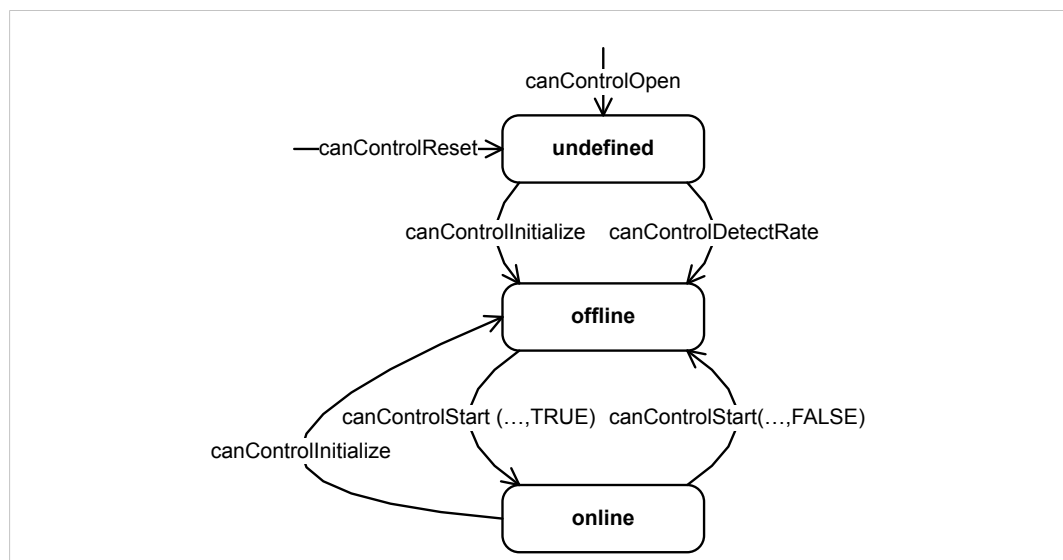 canControlOpen
canControlReset
undefined
canControlInitialize
canControlDetectRate
offline
canControlStart (…,TRUE)
canControlStart(…,FALSE)
canControlInitialize
online